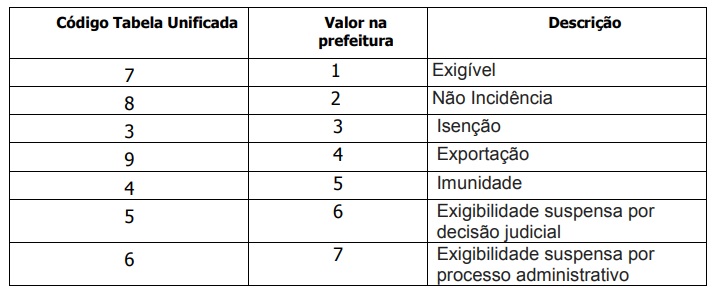 Código Tabela Unificada Valor na prefeitura Descrição
7 1 Exigível
8 2 Não Incidência
3 3 Isenção
9 4 Exportação
4 5 Imunidade
5 6 Exigibilidade suspensa por
decisão judicial
6 7 Exigibilidade suspensa por
processo administrativo